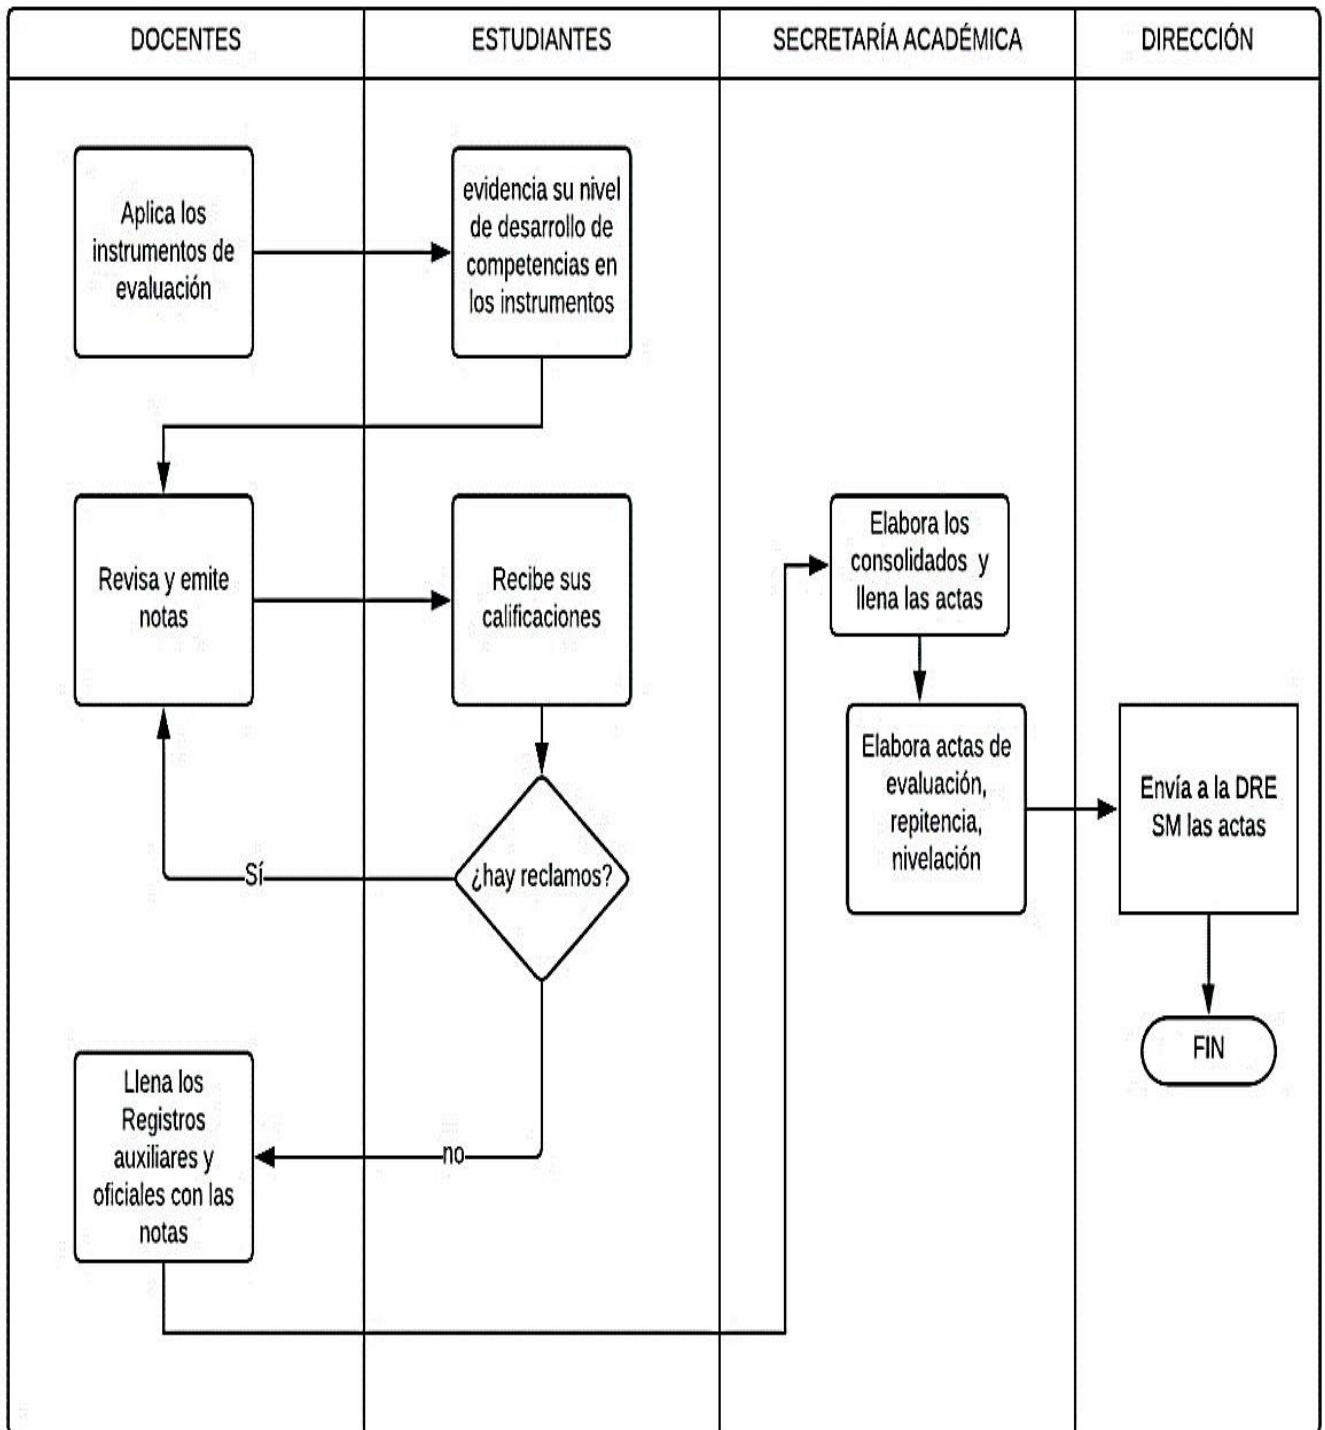 DOCENTES
ESTUDIANTES
SECRETARÍA ACADÉMICA
DIRECCIÓN
Aplica los
instrumentos de
evaluación
evidencia su nivel
de desarrollo de
competencias en
los instrumentos
Revisa y emite
notas
Recibe sus
calificaciones
Elabora los
consolidados y
llena las actas
Elabora actas de
evaluación,
repitencia,
nivelación
Envía a la DRE
SM las actas
¿hay reclamos?
Sí
FIN
Llena los
Registros
auxiliares y
oficiales con las
notas
no